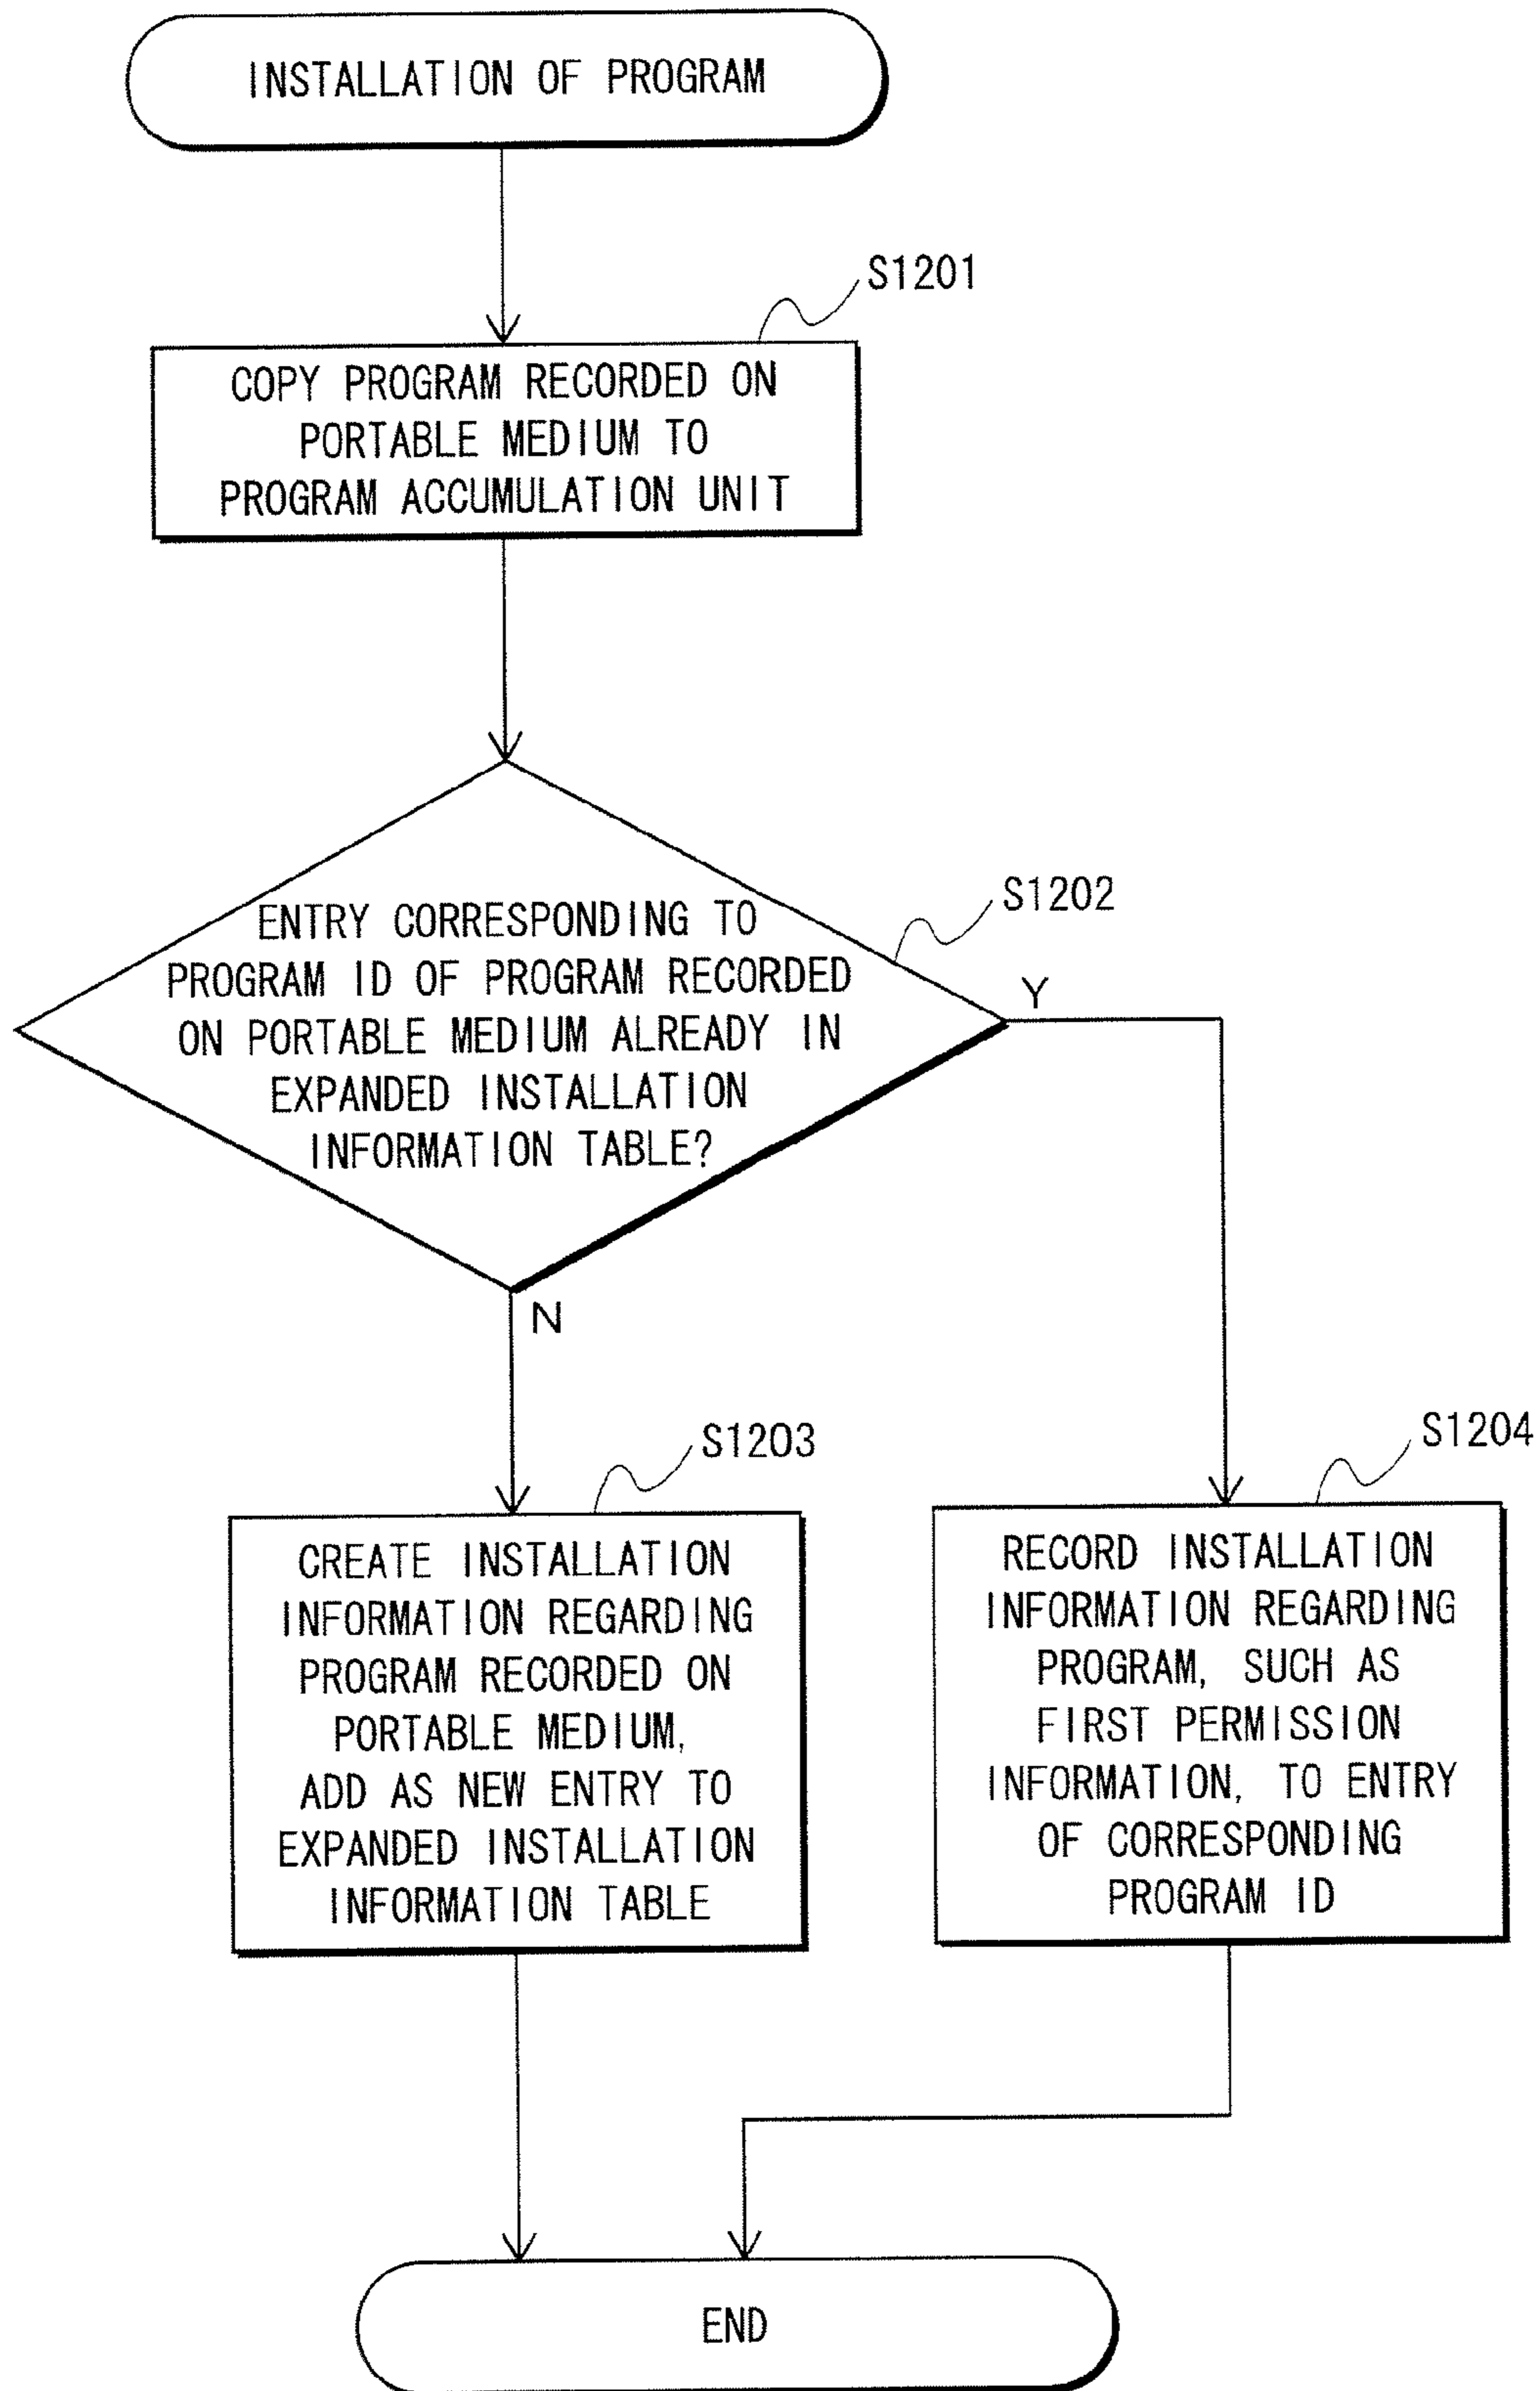 INSTALLATION OF PROGRAM
S1201
COPY PROGRAM RECORDED ON
PORTABLE MEDIUM TO
PROGRAM ACCUMULATION UNIT
S1202
ENTRY CORRESPONDING TO
PROGRAM ID OF PROGRAM RECORDED
ON PORTABLE MEDIUM ALREADY IN
EXPANDED INSTALLATION
INFORMATION TABLE?
Y
N
S1203
CREATE INSTALLATION
INFORMATION REGARDING
PROGRAM RECORDED ON
PORTABLE MEDIUM,
ADD AS NEW ENTRY TO
EXPANDED INSTALLATION
INFORMATION TABLE
S1204
RECORD INSTALLATION
INFORMATION REGARDING
PROGRAM, SUCH AS
FIRST PERMISSION
INFORMATION, TO ENTRY
OF CORRESPONDING
PROGRAM ID
END